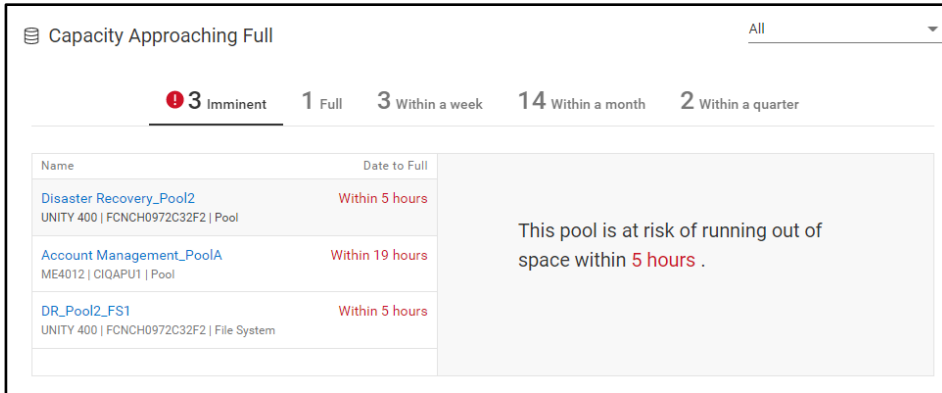 Capacity Approaching Full
All
3 Imminent
1 Full
3 Within a week
14 Within a month
2 Within a quarter
Name
Date to Full
Disaster Recovery_Pool2
Within 5 hours
UNITY 400 | FCNCH0972C32F2 | Pool
Account Management_PoolA
Within 19 hours
ME4012 | CIQAPU1 | Pool
DR_Pool2_FS1
Within 5 hours
UNITY 400 | FCNCH0972C32F2 | File System
This pool is at risk of running out of
space within 5 hours .